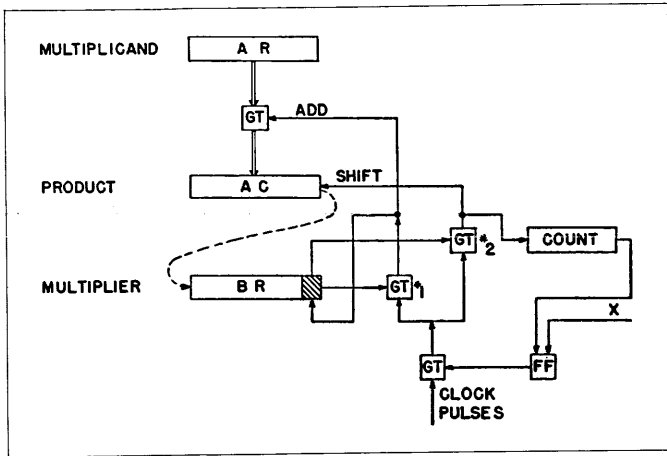 MULTIPLICAND
A R
GT
ADD
PRODUCT
A C
SHIFT
GT #2
COUNT
MULTIPLIER
B R
GT #1
X
GT
FF
CLOCK
PULSES